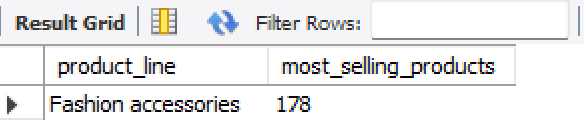 Result Grid Filter Rows:
product_line most_selling_products
Fashion accessories 178